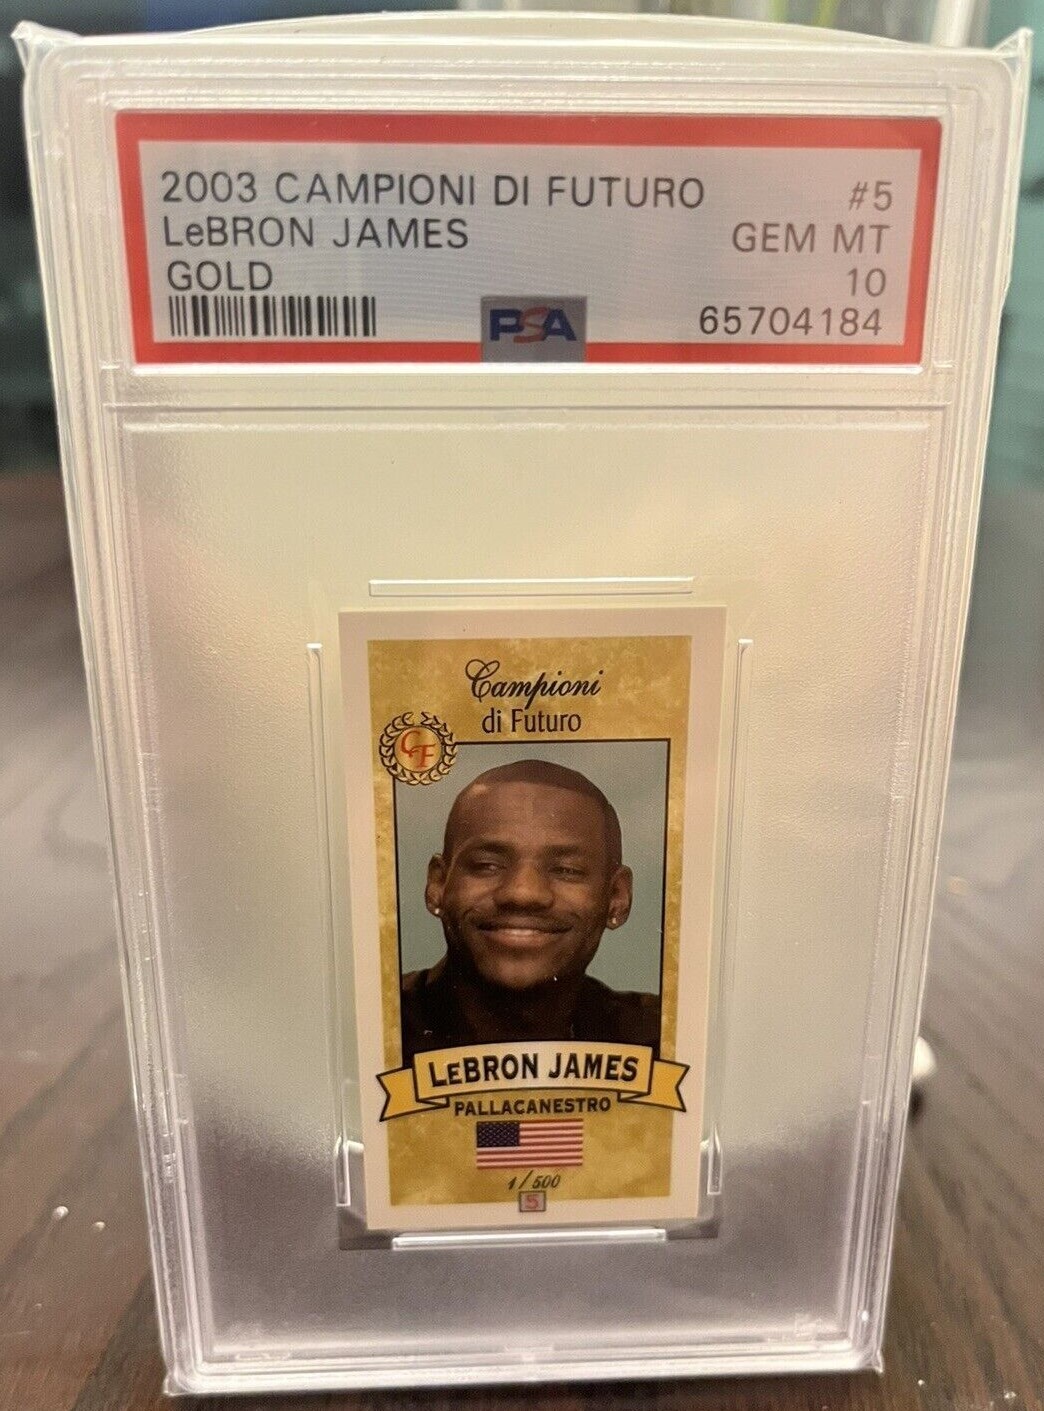 2003 CAMPIONI DI FUTURO #5
LeBRON JAMES GEM MT
GOLD 10
PSA 65704184
Campioni
di Futuro
CF
LEBRON JAMES
PALLACANESTRO
1/500
5